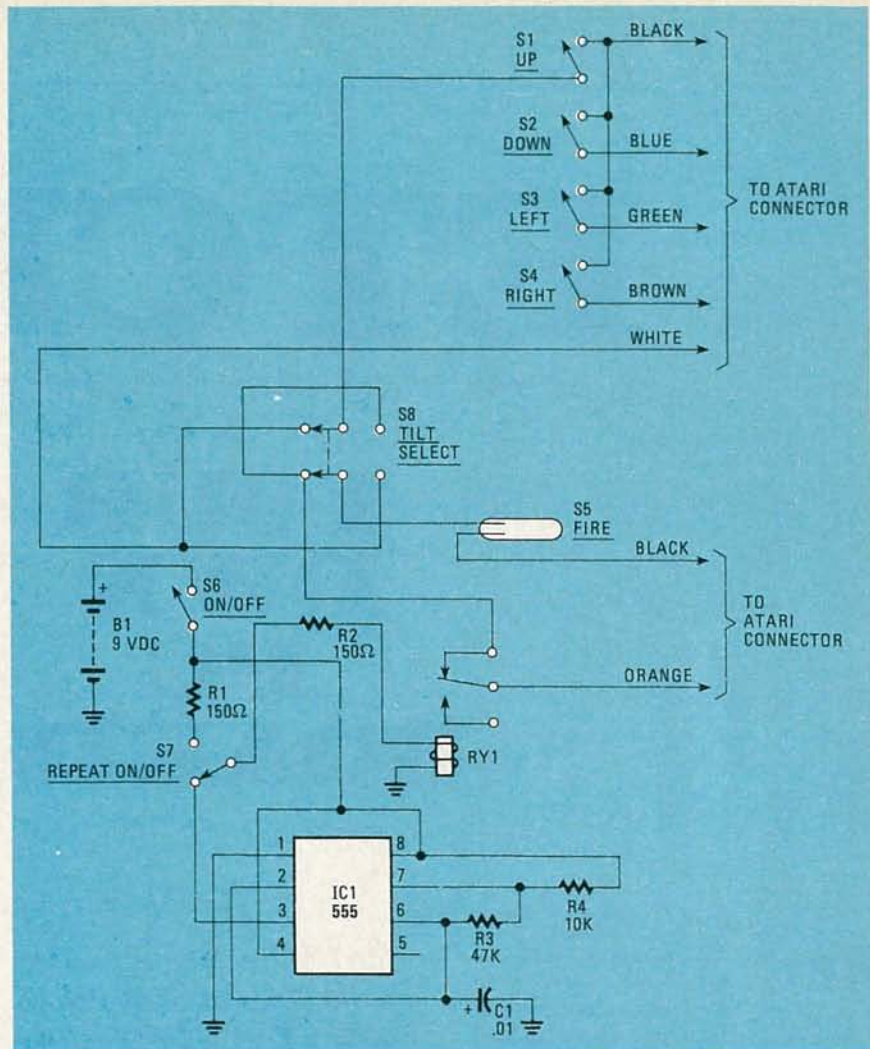 S1
UP
BLACK
S2
DOWN
BLUE
S3
LEFT
GREEN
S4
RIGHT
BROWN
WHITE
TO ATARI
CONNECTOR
S8
TILT
SELECT
S5
FIRE
BLACK
TO
ATARI
CONNECTOR
ORANGE
+
B1
9 VDC
S6
ON/OFF
R2
150Ω
R1
150Ω
S7
REPEAT ON/OFF
RY1
1
2
3
4
IC1
555
8
7
6
5
R4
10K
R3
47K
+
C1
.01